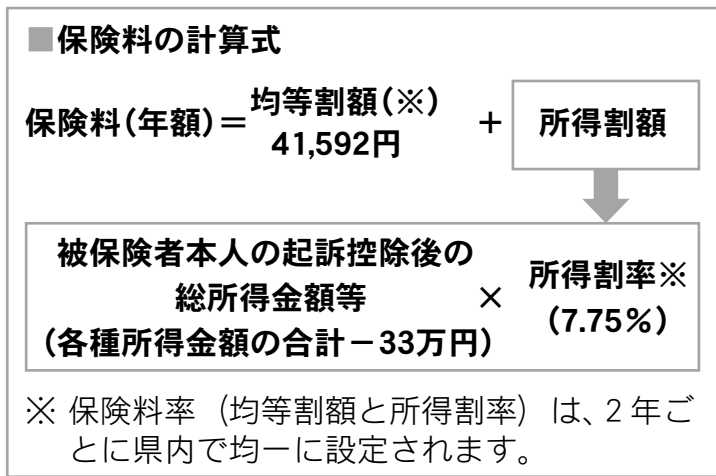 ■保険料の計算式
保険料(年額)=均等割額(※) + 所得割額
41,592円
被保険者本人の起訴控除後の
総所得金額等 × 所得割率※
(各種所得金額の合計-33万円) (7.75%)
※ 保険料率 (均等割額と所得割率) は、2年ご
とに県内で均一に設定されます。